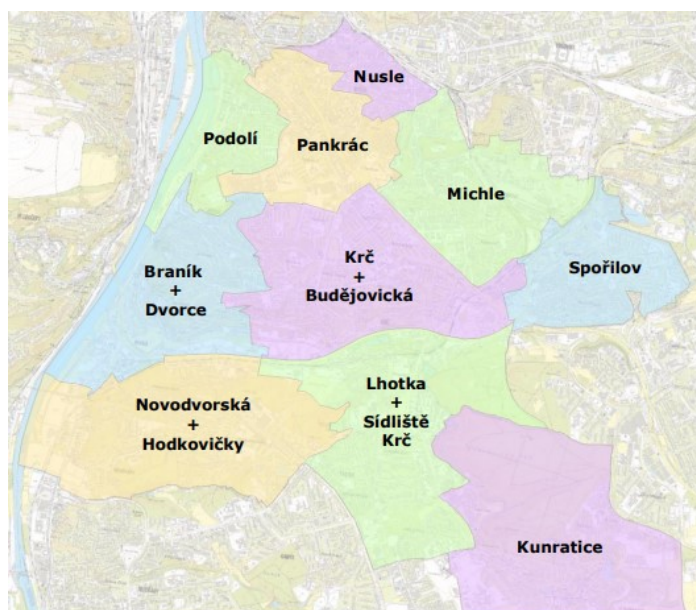 Nusle
Podolí
Pankrác
Michle
Braník
+
Dvorce
Krč
+
Budějovická
Spořilov
Novodvorská
+
Hodkovičky
Lhotka
+
Sídliště
Krč
Kunratice